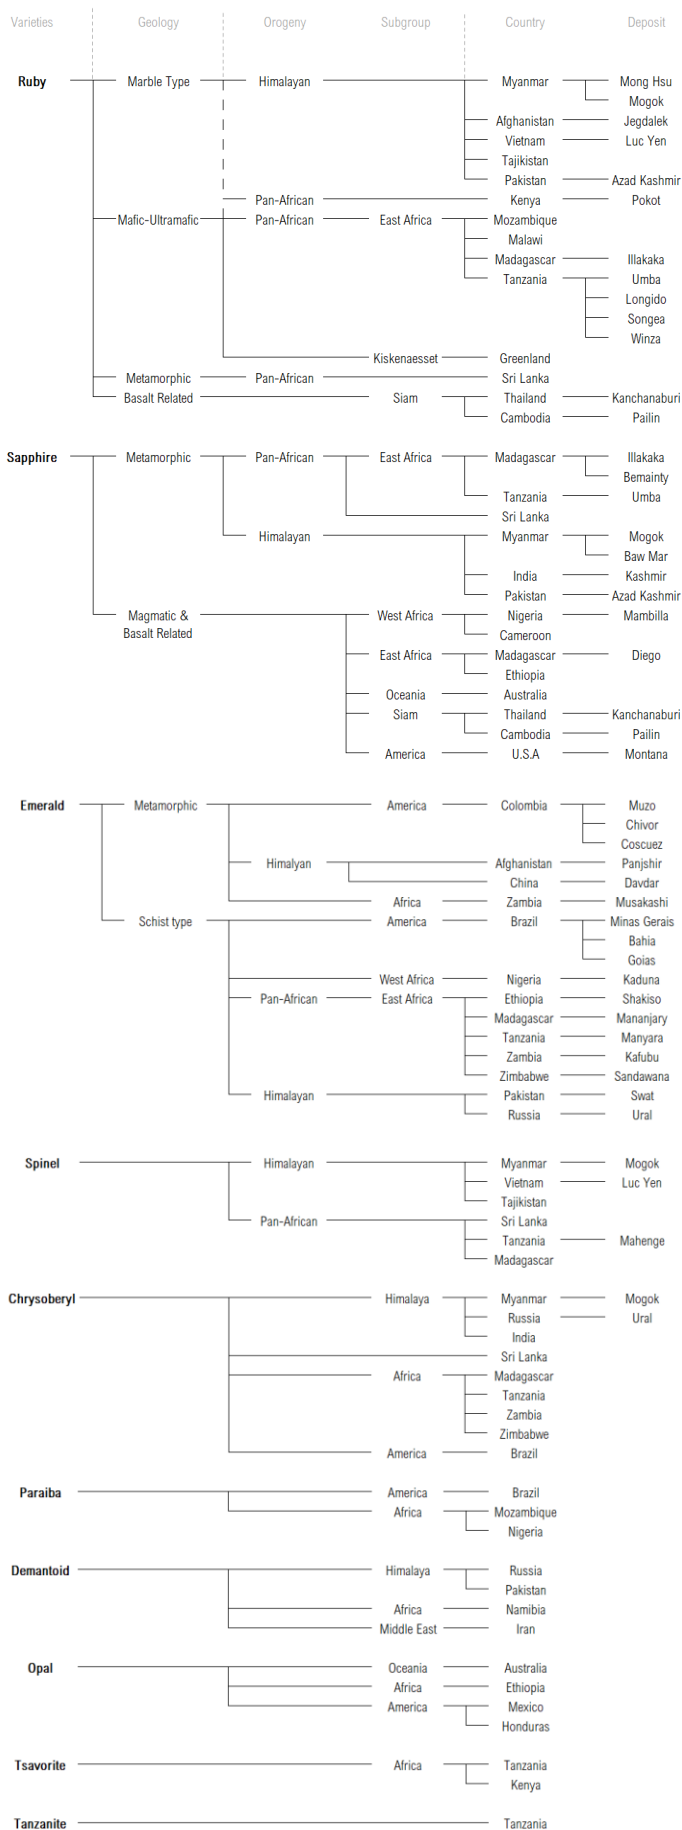 Varieties Geology Orogeny Subgroup Country Deposit
Ruby Marble Type Himalayan Myanmar Mong Hsu
Mogok
Afghanistan Jegdalek
Vietnam Luc Yen
Tajikistan
Pakistan Azad Kashmir
Pan-African Kenya Pokot
Mafic-Ultramafic Pan-African East Africa Mozambique
Malawi
Madagascar Illakaka
Tanzania Umba
Longido
Songea
Winza
Kiskenaesset Greenland
Metamorphic Pan-African Sri Lanka
Basalt Related Siam Thailand Kanchanaburi
Cambodia Pailin
Sapphire Metamorphic Pan-African East Africa Madagascar Illakaka
Bemainty
Tanzania Umba
Sri Lanka
Himalayan Myanmar Mogok
Baw Mar
India Kashmir
Pakistan Azad Kashmir
Magmatic & West Africa Nigeria Mambilla
Basalt Related Cameroon
East Africa Madagascar Diego
Ethiopia
Oceania Australia
Siam Thailand Kanchanaburi
Cambodia Pailin
America U.S.A Montana
Emerald Metamorphic America Colombia Muzo
Chivor
Coscuez
Himalyan Afghanistan Panjshir
China Davdar
Africa Zambia Musakashi
Schist type America Brazil Minas Gerais
Bahia
Goias
West Africa Nigeria Kaduna
Pan-African East Africa Ethiopia Shakiso
Madagascar Mananjary
Tanzania Manyara
Zambia Kafubu
Zimbabwe Sandawana
Himalayan Pakistan Swat
Russia Ural
Spinel Himalayan Myanmar Mogok
Vietnam Luc Yen
Tajikistan
Pan-African Sri Lanka
Tanzania Mahenge
Madagascar
Chrysoberyl Himalaya Myanmar Mogok
Russia Ural
India
Sri Lanka
Africa Madagascar
Tanzania
Zambia
Zimbabwe
America Brazil
Paraiba America Brazil
Africa Mozambique
Nigeria
Demantoid Himalaya Russia
Pakistan
Africa Namibia
Middle East Iran
Opal Oceania Australia
Africa Ethiopia
America Mexico
Honduras
Tsavorite Africa Tanzania
Kenya
Tanzanite Tanzania